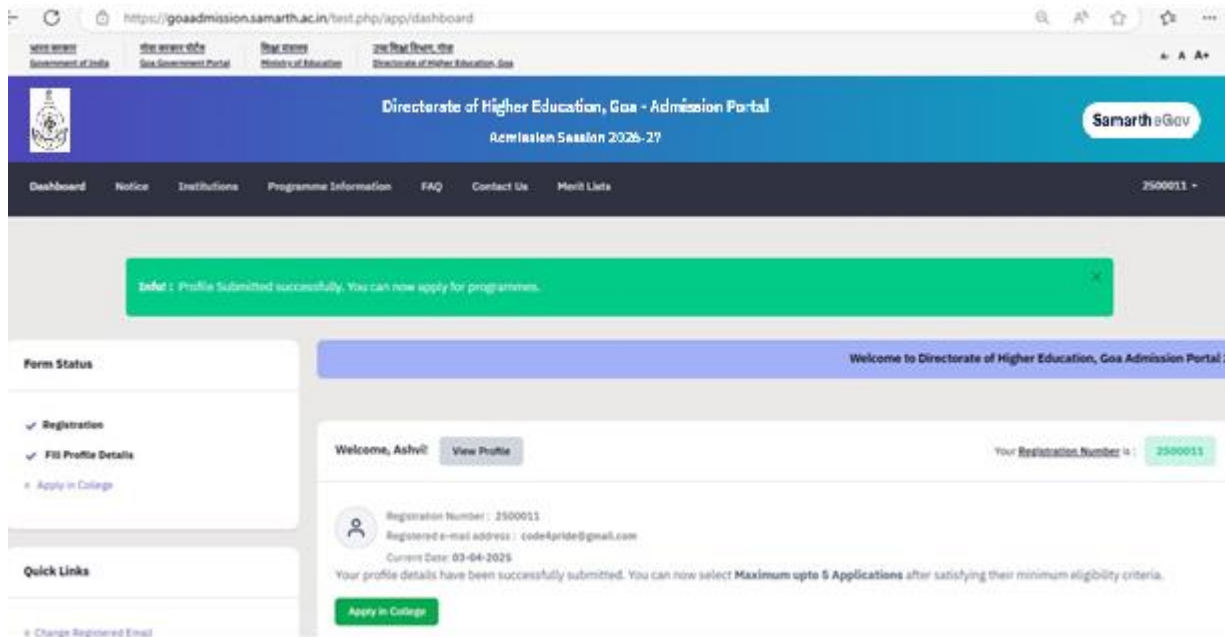 https://goaadmission.samarth.ac.in/test.php/app/dashboard
A A+
भारत सरकार
Government of India
गोवा सरकार पोर्टल
Goa Government Portal
शिक्षा मंत्रालय
Ministry of Education
उच्च शिक्षा विभाग, गोवा
Directorate of Higher Education, Goa
Directorate of Higher Education, Goa - Admission Portal
Admission Session 2026-27
Samarth eGov
Dashboard Notice Institutions Programme Information FAQ Contact Us Merit Lists 2500011
Info! : Profile Submitted successfully. You can now apply for programmes.
Form Status
Welcome to Directorate of Higher Education, Goa Admission Portal
Registration
Fill Profile Details
Apply in College
Welcome, Ashvi! View Profile Your Registration Number is : 2500011
Registration Number : 2500011
Registered e-mail address : code4pride@gmail.com
Current Date: 03-04-2025
Your profile details have been successfully submitted. You can now select Maximum upto 5 Applications after satisfying their minimum eligibility criteria.
Apply in College
Quick Links
Change Registered Email